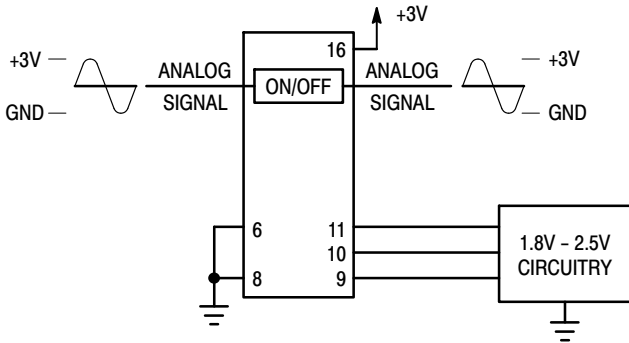 +3V
16
+3V
ANALOG
SIGNAL
ON/OFF
ANALOG
SIGNAL
+3V
GND
GND
6
11
10
8
9
1.8V – 2.5V
CIRCUITRY